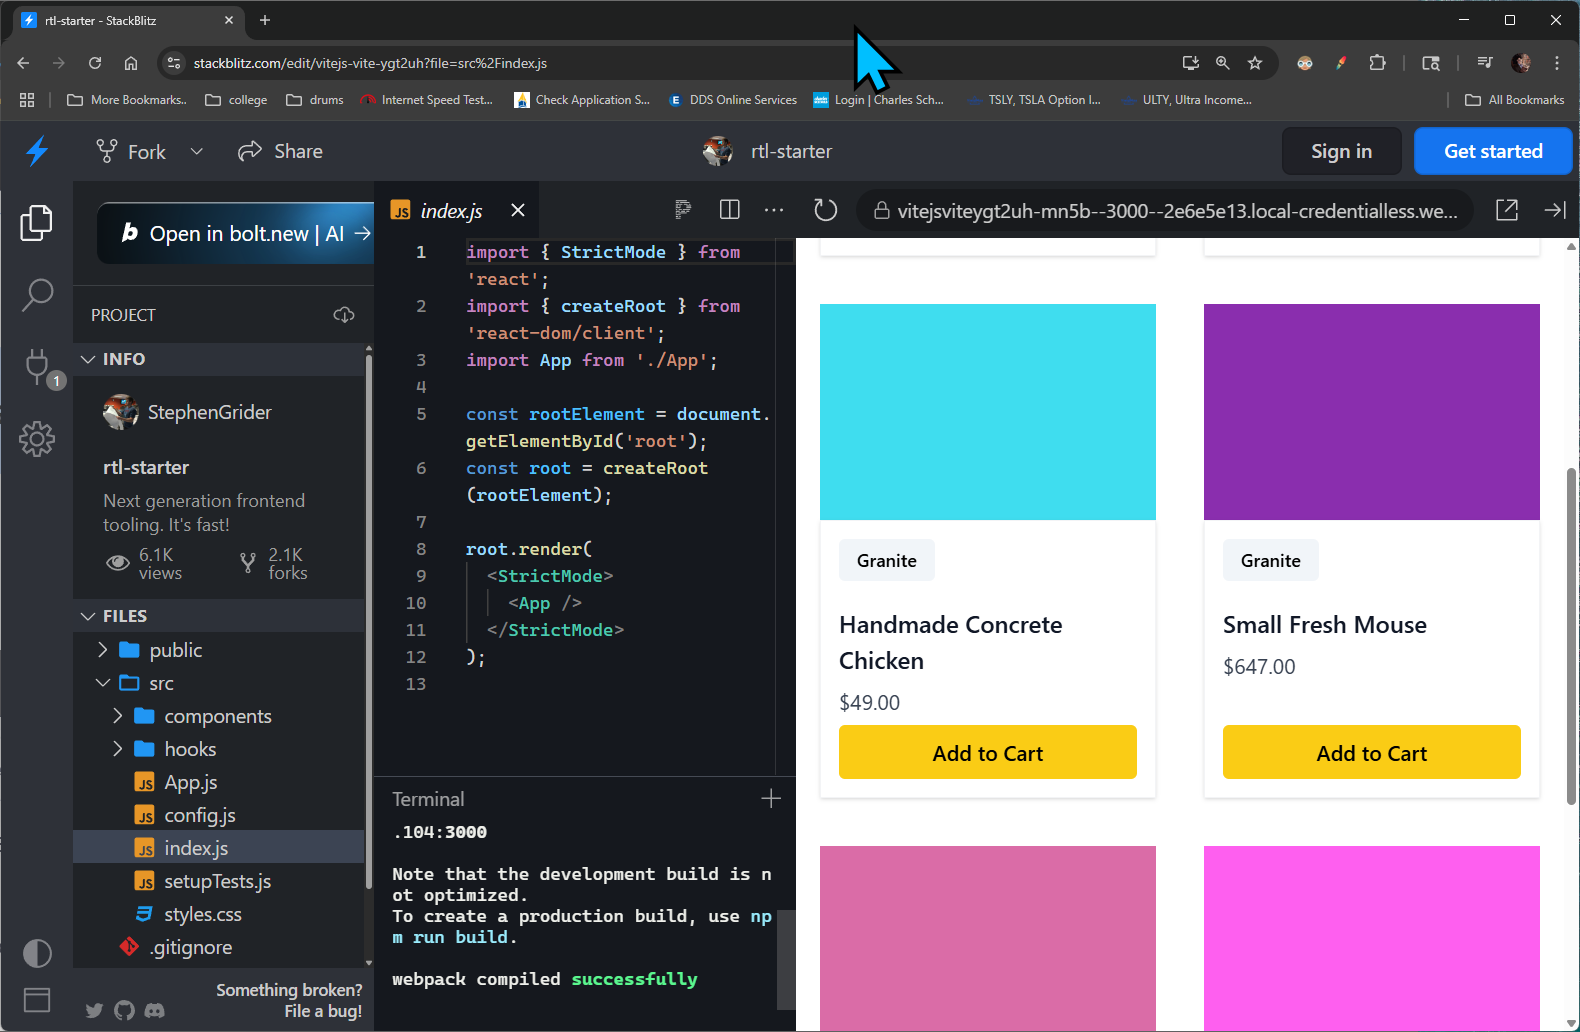 rtl-starter - StackBlitz
stackblitz.com/edit/vitejs-vite-ygt2uh?file=src%2Findex.js
More Bookmarks..
college
drums
Internet Speed Test...
Check Application S...
DDS Online Services
Login | Charles Sch...
TSLY, TSLA Option I...
ULTY, Ultra Income...
All Bookmarks
Fork
Share
rtl-starter
Sign in
Get started
b Open in bolt.new | AI
PROJECT
INFO
StephenGrider
rtl-starter
Next generation frontend
tooling. It's fast!
6.1K
views
2.1K
forks
1
FILES
public
src
components
hooks
JS App.js
JS config.js
JS index.js
JS setupTests.js
styles.css
.gitignore
Something broken?
File a bug!
JS index.js
1 import { StrictMode } from
'react';
2 import { createRoot } from
'react-dom/client';
3 import App from './App';
4
5 const rootElement = document.
getElementById('root');
6 const root = createRoot
(rootElement);
7
8 root.render(
9 <StrictMode>
10 <App />
11 </StrictMode>
12 );
13
Terminal
.104:3000
Note that the development build is n
ot optimized.
To create a production build, use np
m run build.
webpack compiled successfully
vitejsviteygt2uh-mn5b--3000--2e6e5e13.local-credentialless.we...
Granite
Handmade Concrete
Chicken
$49.00
Add to Cart
Granite
Small Fresh Mouse
$647.00
Add to Cart